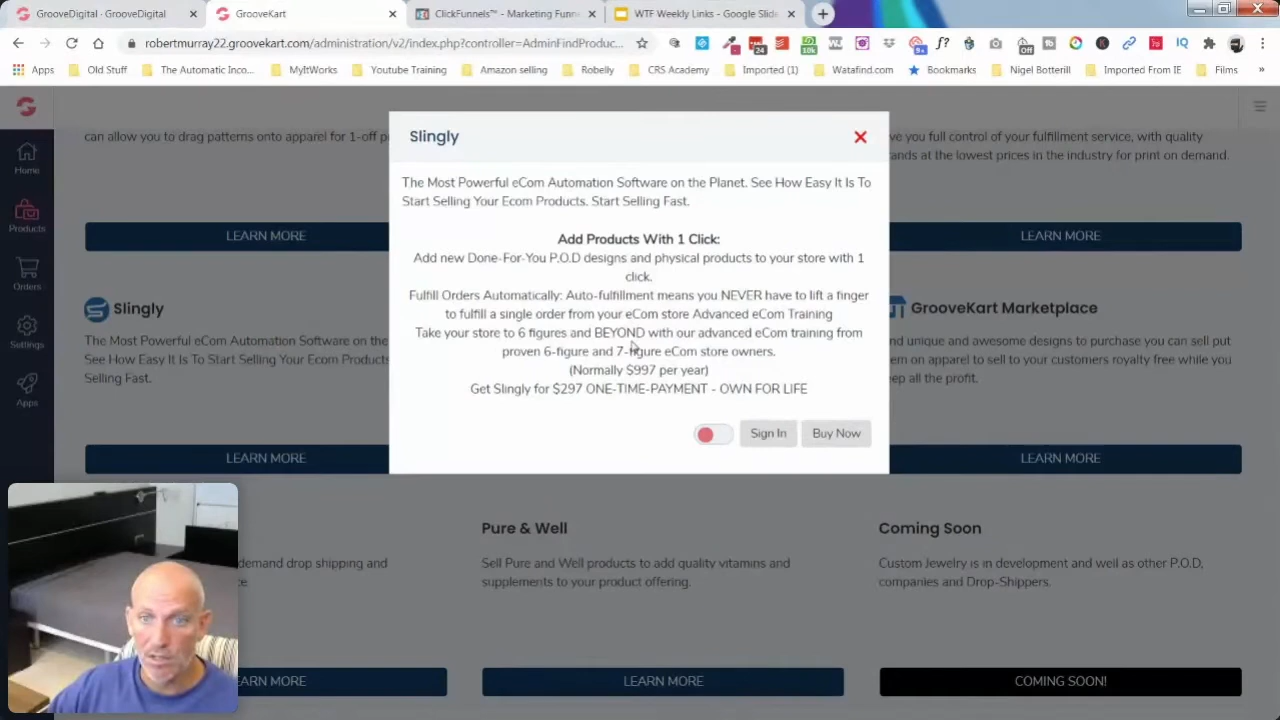 GrooveDigital - GrooveDigital
GrooveKart
ClickFunnels™ - Marketing Funn
WTF Weekly Links - Google Slide
robertmurray22.groovekart.com/administration/v2/index.php?controller=AdminFindProduc...
Apps
Old Stuff
The Automatic Inco...
MyItWorks
Youtube Training
Amazon selling
Robelly
CRS Academy
Imported (1)
Watafind.com
Bookmarks
Nigel Botterill
Imported From IE
Films
Home
Products
Orders
Settings
Apps
can allow you to drag patterns onto apparel for 1-off
ve you full control of your fulfillment service, with quality
ands at the lowest prices in the industry for print on demand.
LEARN MORE
LEARN MORE
Slingly
The Most Powerful eCom Automation Software on the Planet. See How Easy It Is To
Start Selling Your Ecom Products. Start Selling Fast.
Add Products With 1 Click:
Add new Done-For-You P.O.D designs and physical products to your store with 1
click.
Fulfill Orders Automatically: Auto-fulfillment means you NEVER have to lift a finger
to fulfill a single order from your eCom store Advanced eCom Training
Take your store to 6 figures and BEYOND with our advanced eCom training from
proven 6-figure and 7-figure eCom store owners.
(Normally $997 per year)
Get Slingly for $297 ONE-TIME-PAYMENT - OWN FOR LIFE
Sign In
Buy Now
Slingly
The Most Powerful eCom Automation Software on the
See How Easy It Is To Start Selling Your Ecom Products
Selling Fast.
LEARN MORE
GrooveKart Marketplace
nd unique and awesome designs to purchase you can sell put
em on apparel to sell to your customers royalty free while you
eep all the profit.
LEARN MORE
demand drop shipping and
ce.
EARN MORE
Pure & Well
Sell Pure and Well products to add quality vitamins and
supplements to your product offering.
LEARN MORE
Coming Soon
Custom Jewelry is in development and well as other P.O.D,
companies and Drop-Shippers.
COMING SOON!